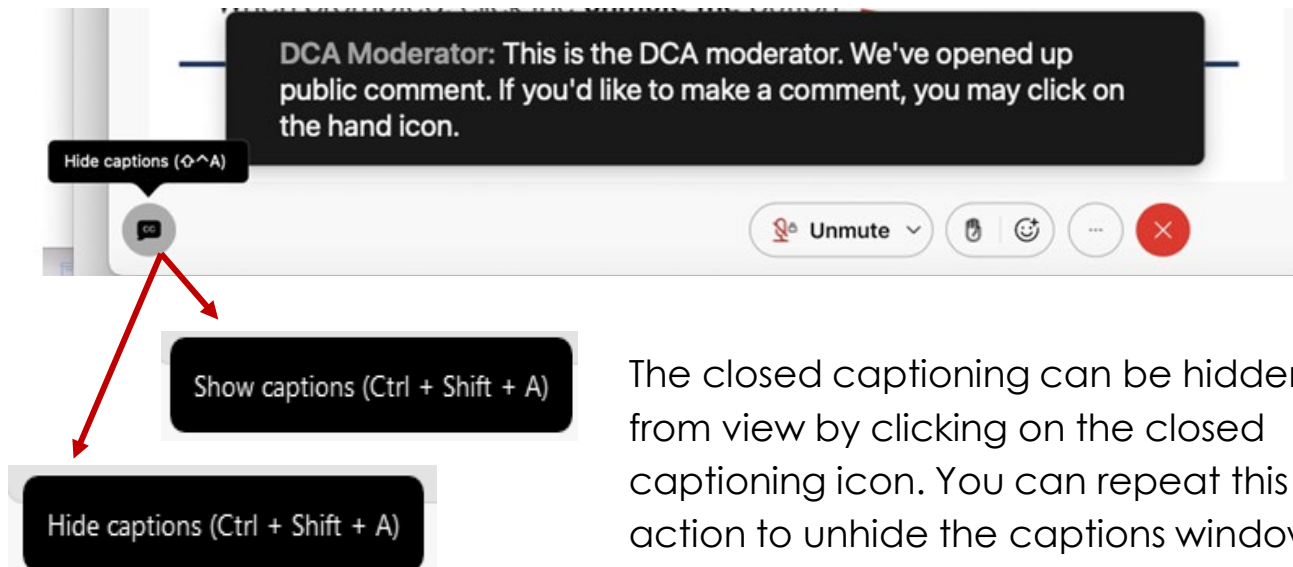 DCA Moderator: This is the DCA moderator. We've opened up
public comment. If you'd like to make a comment, you may click on
the hand icon.
Hide captions (⇧^A)
CC
Unmute
Show captions (Ctrl + Shift + A)
Hide captions (Ctrl + Shift + A)
The closed captioning can be hidden
from view by clicking on the closed
captioning icon. You can repeat this
action to unhide the captions window